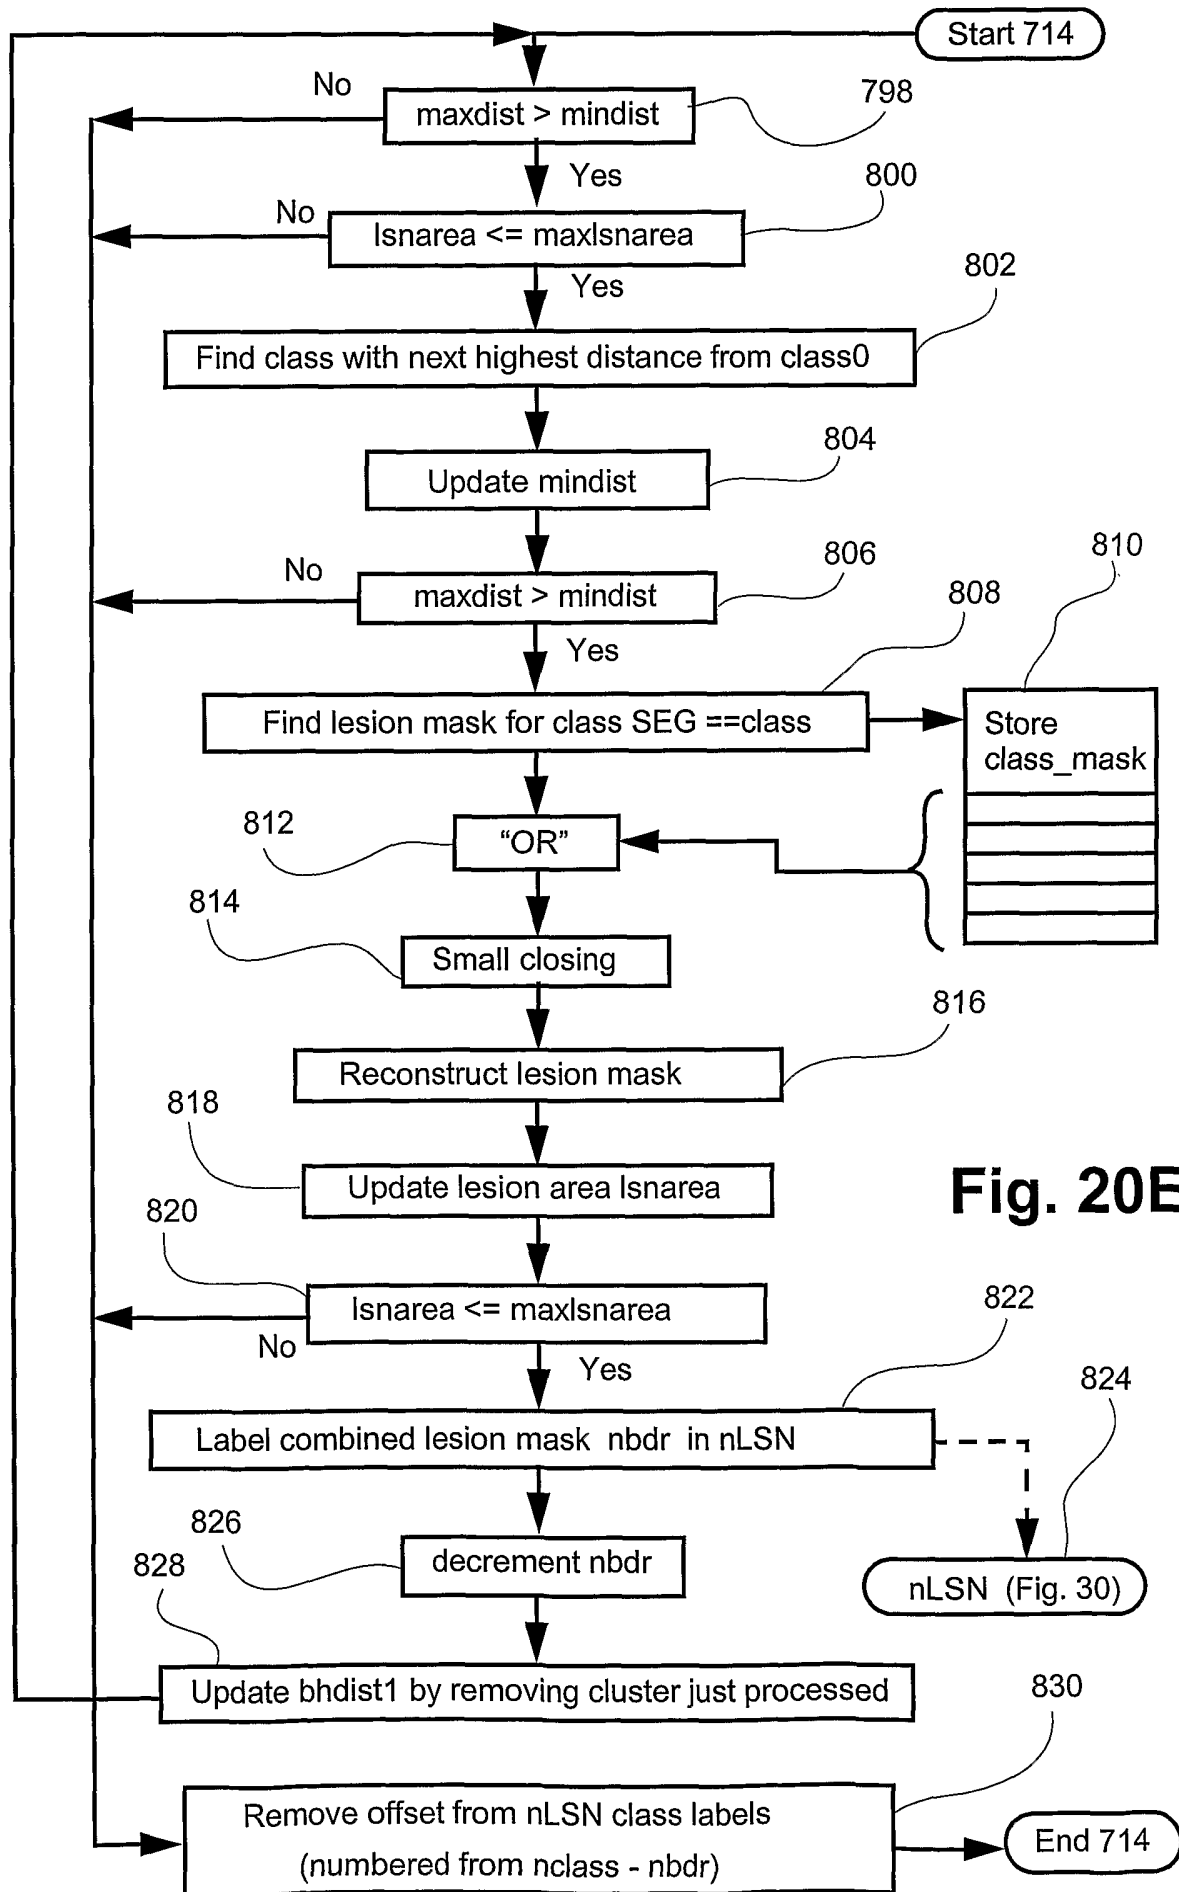 Start 714
No
maxdist > mindist
798
Yes
800
No
lsnarea <= maxlsnarea
Yes
802
Find class with next highest distance from class0
804
Update mindist
806
810
No
maxdist > mindist
808
Yes
Find lesion mask for class SEG ==class
Store
class_mask
812
“OR”
814
Small closing
816
Reconstruct lesion mask
818
Update lesion area lsnarea
Fig. 20E
820
lsnarea <= maxlsnarea
822
No
Yes
824
Label combined lesion mask nbdr in nLSN
826
decrement nbdr
828
nLSN (Fig. 30)
Update bhdist1 by removing cluster just processed
830
Remove offset from nLSN class labels
(numbered from nclass - nbdr)
End 714